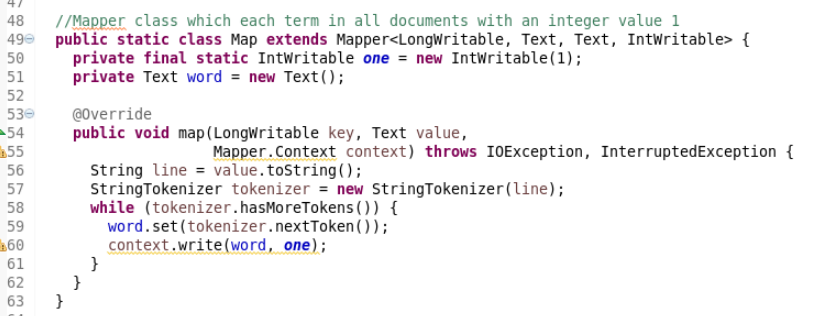 47
48 //Mapper class which each term in all documents with an integer value 1
49 public static class Map extends Mapper<LongWritable, Text, Text, IntWritable> {
50 private final static IntWritable one = new IntWritable(1);
51 private Text word = new Text();
52
53 @Override
54 public void map(LongWritable key, Text value,
55 Mapper.Context context) throws IOException, InterruptedException {
56 String line = value.toString();
57 StringTokenizer tokenizer = new StringTokenizer(line);
58 while (tokenizer.hasMoreTokens()) {
59 word.set(tokenizer.nextToken());
60 context.write(word, one);
61 }
62 }
63 }